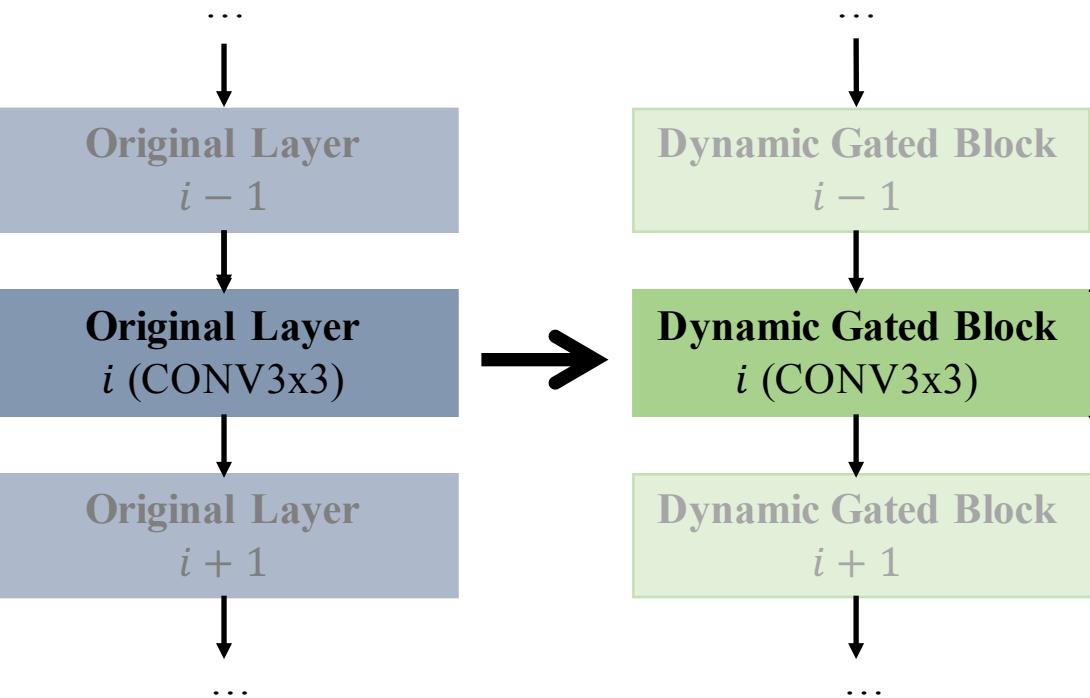 ...
Original Layer
i − 1
Original Layer
i (CONV3x3)
Original Layer
i + 1
...
...
Dynamic Gated Block
i − 1
Dynamic Gated Block
i (CONV3x3)
Dynamic Gated Block
i + 1
...